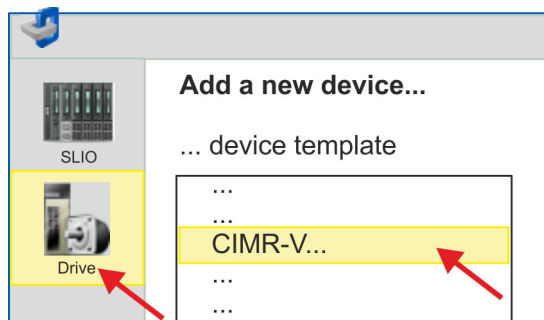 Add a new device...
SLIO
... device template
...
...
CIMR-V...
Drive
...
...